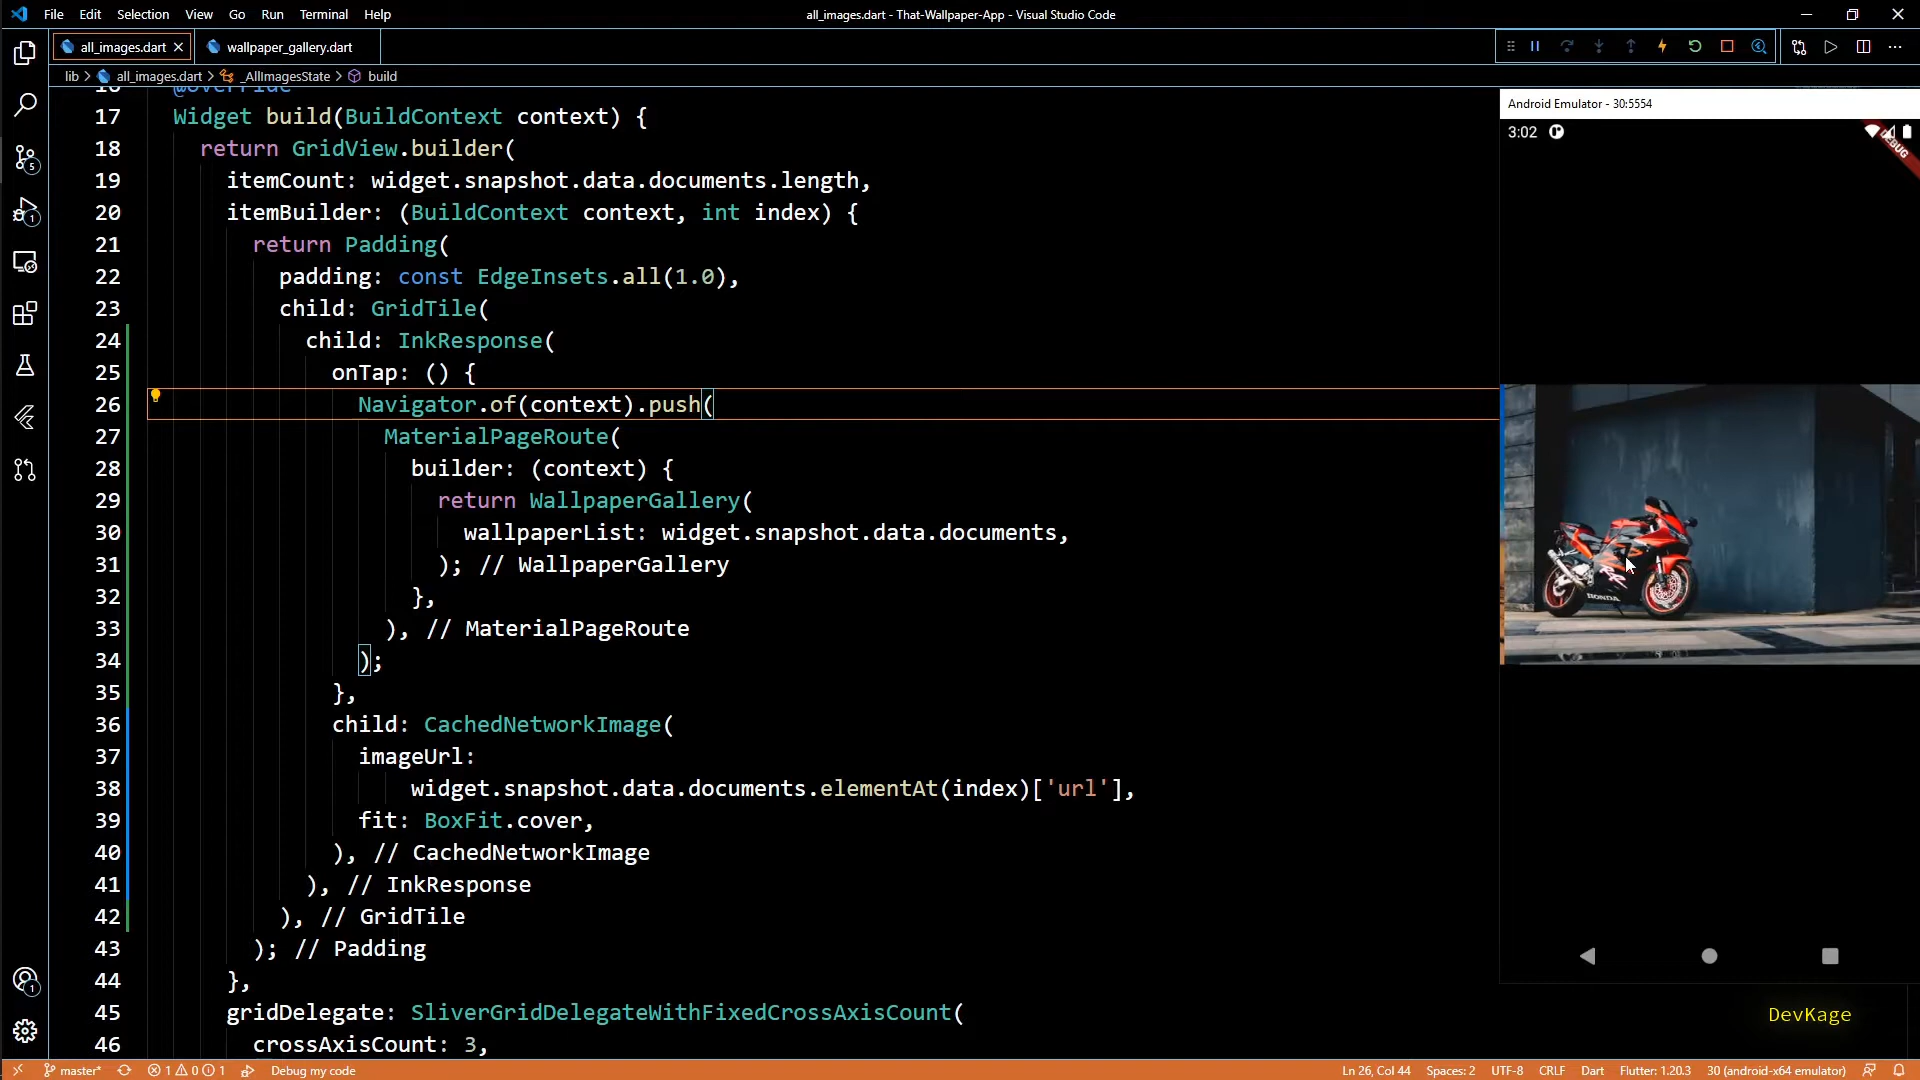 File Edit Selection View Go Run Terminal Help
all_images.dart - That-Wallpaper-App - Visual Studio Code
all_images.dart
wallpaper_gallery.dart
lib > all_images.dart > _AllImagesState > build
16 @override
17 Widget build(BuildContext context) {
18 return GridView.builder(
19 itemCount: widget.snapshot.data.documents.length,
20 itemBuilder: (BuildContext context, int index) {
21 return Padding(
22 padding: const EdgeInsets.all(1.0),
23 child: GridTile(
24 child: InkResponse(
25 onTap: () {
26 Navigator.of(context).push(
27 MaterialPageRoute(
28 builder: (context) {
29 return WallpaperGallery(
30 wallpaperList: widget.snapshot.data.documents,
31 ); // WallpaperGallery
32 },
33 ), // MaterialPageRoute
34 );
35 },
36 child: CachedNetworkImage(
37 imageUrl:
38 widget.snapshot.data.documents.elementAt(index)['url'],
39 fit: BoxFit.cover,
40 ), // CachedNetworkImage
41 ), // InkResponse
42 ), // GridTile
43 ); // Padding
44 },
45 gridDelegate: SliverGridDelegateWithFixedCrossAxisCount(
46 crossAxisCount: 3,
5
1
1
Android Emulator - 30:5554
3:02
DEBUG
RR
HONDA
DevKage
master* 1 0 1 Debug my code
Ln 26, Col 44 Spaces: 2 UTF-8 CRLF Dart Flutter: 1.20.3 30 (android-x64 emulator)